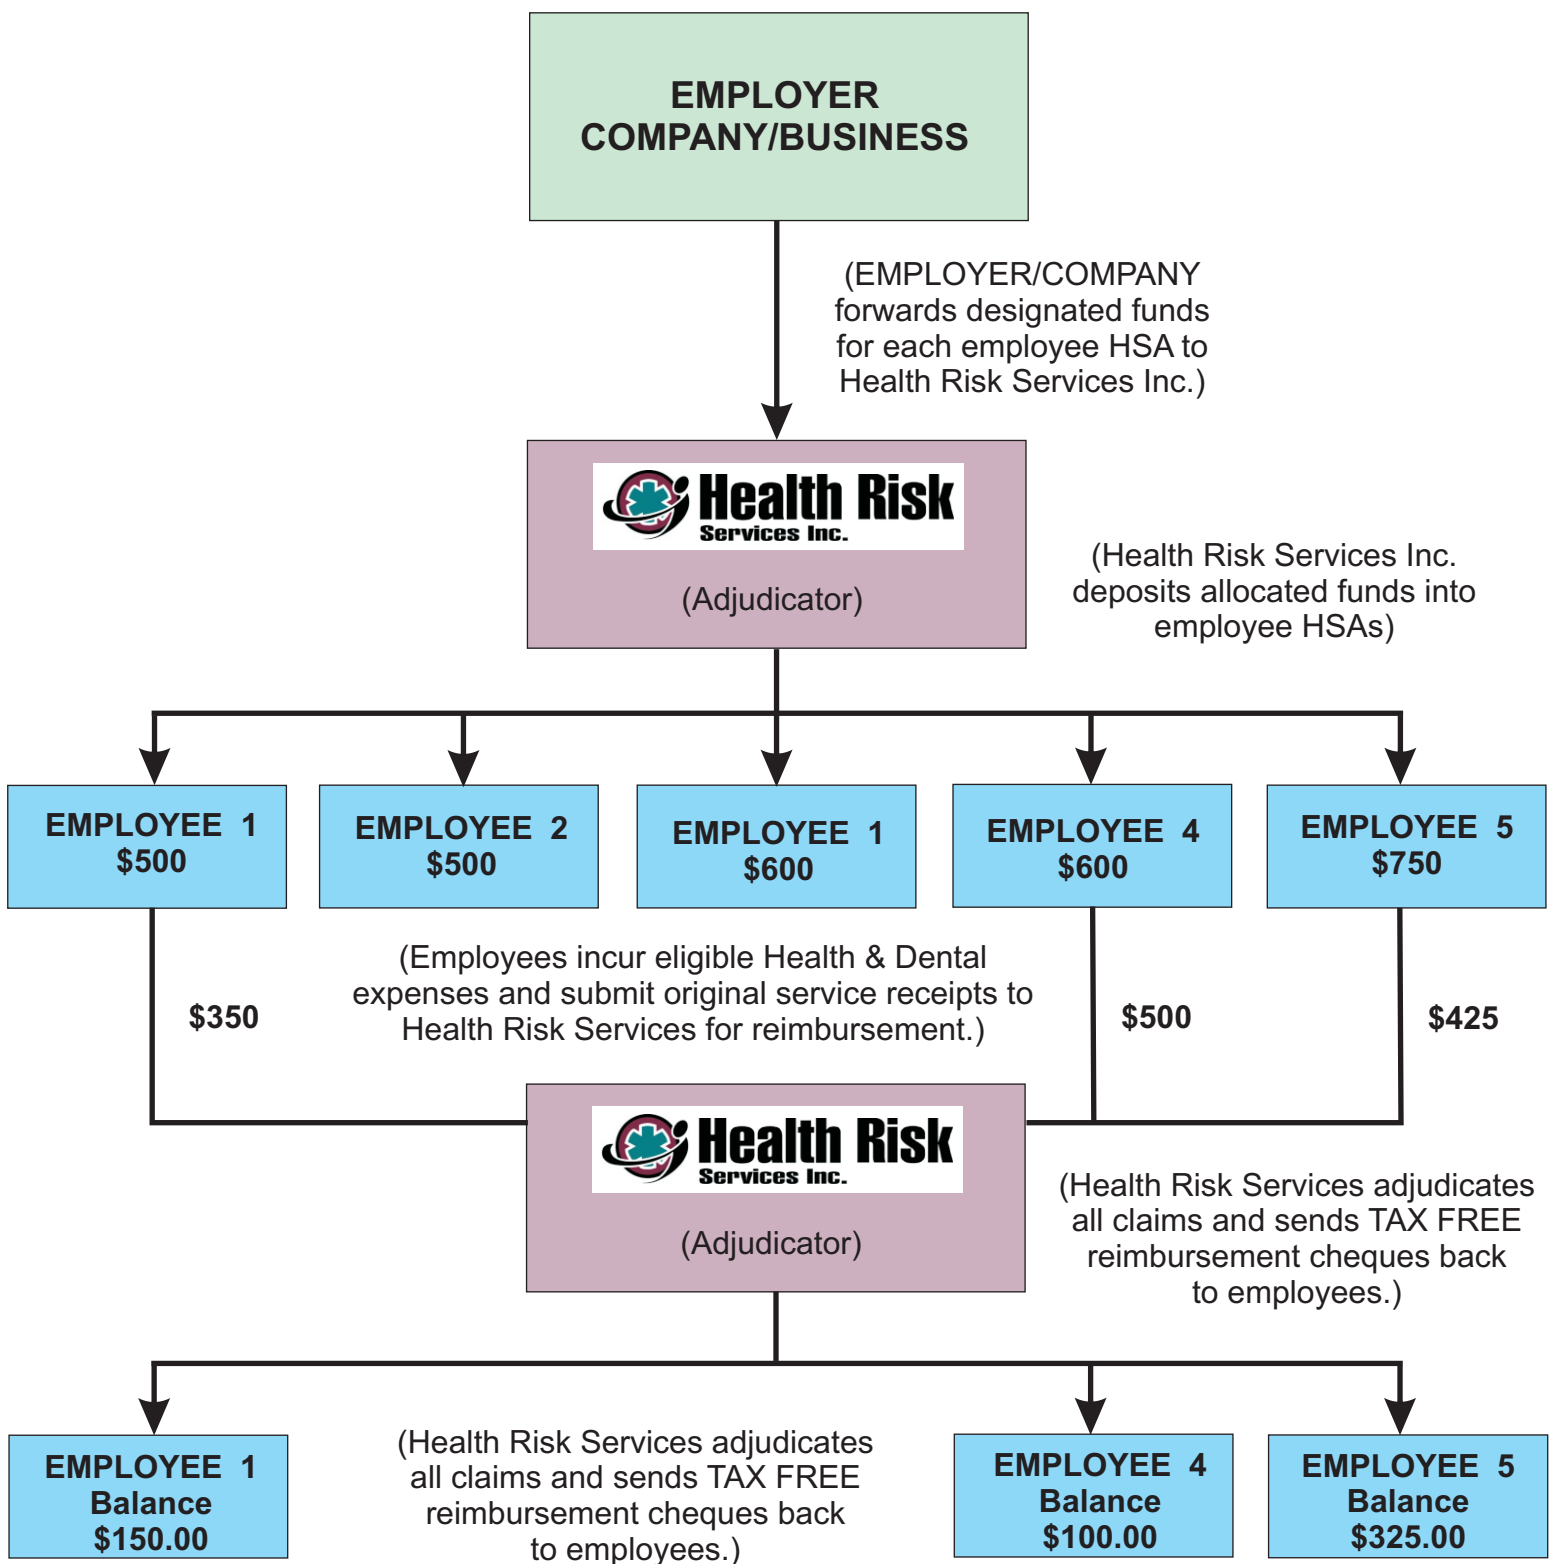 EMPLOYER
COMPANY/BUSINESS
(EMPLOYER/COMPANY
forwards designated funds
for each employee HSA to
Health Risk Services Inc.)
Health Risk
Services Inc.
(Adjudicator)
(Health Risk Services Inc.
deposits allocated funds into
employee HSAs)
EMPLOYEE 1
$500
EMPLOYEE 2
$500
EMPLOYEE 1
$600
EMPLOYEE 4
$600
EMPLOYEE 5
$750
(Employees incur eligible Health & Dental
expenses and submit original service receipts to
Health Risk Services for reimbursement.)
$350
$500
$425
Health Risk
Services Inc.
(Adjudicator)
(Health Risk Services adjudicates
all claims and sends TAX FREE
reimbursement cheques back
to employees.)
EMPLOYEE 1
Balance
$150.00
(Health Risk Services adjudicates
all claims and sends TAX FREE
reimbursement cheques back
to employees.)
EMPLOYEE 4
Balance
$100.00
EMPLOYEE 5
Balance
$325.00